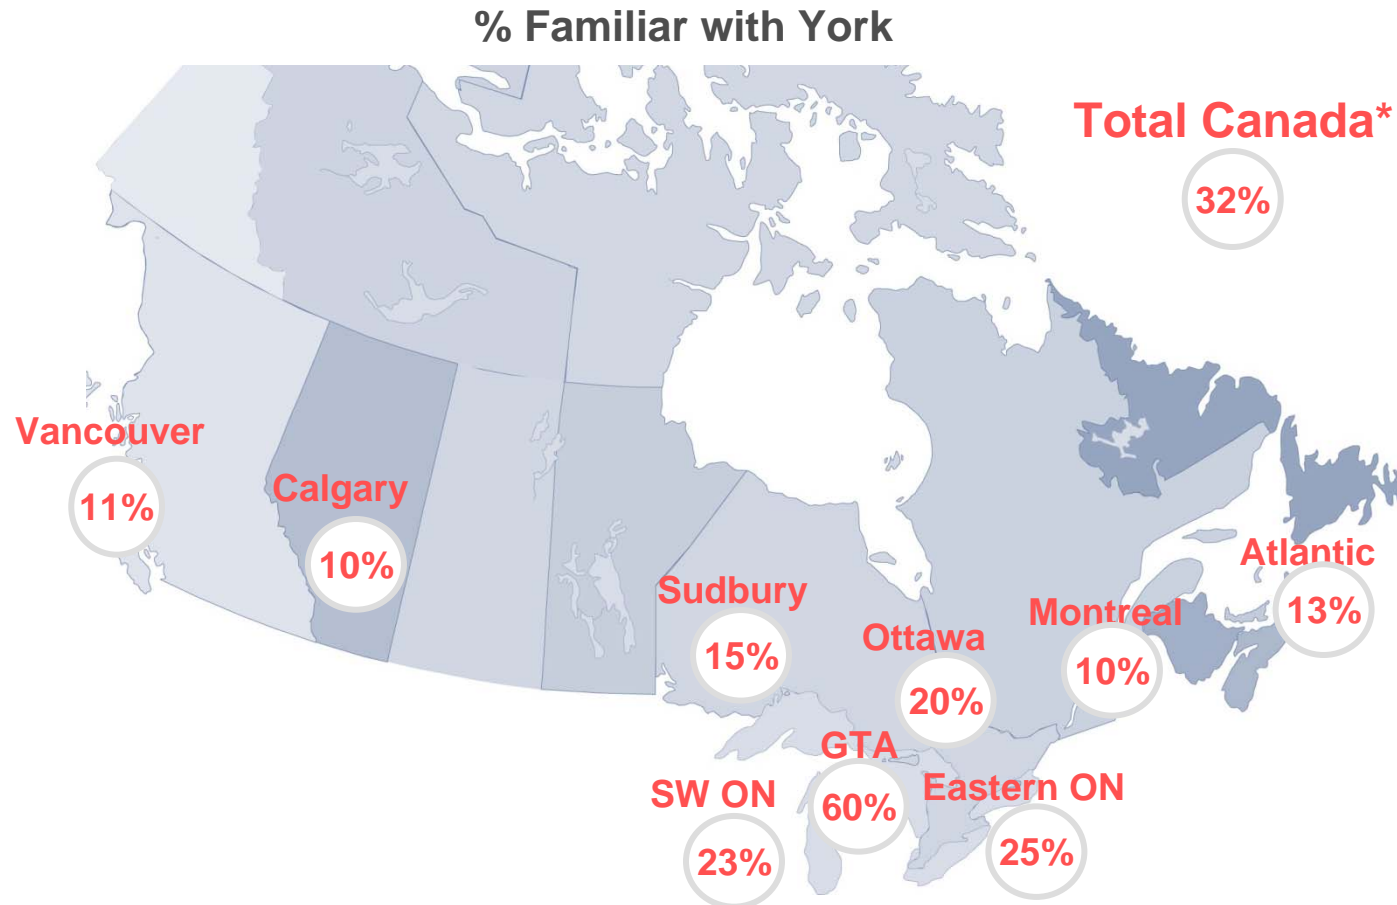 % Familiar with York
Total Canada*
32%
Vancouver
11%
Calgary
10%
Sudbury
15%
Ottawa
20%
Montreal
10%
Atlantic
13%
GTA
60%
SW ON
23%
Eastern ON
25%